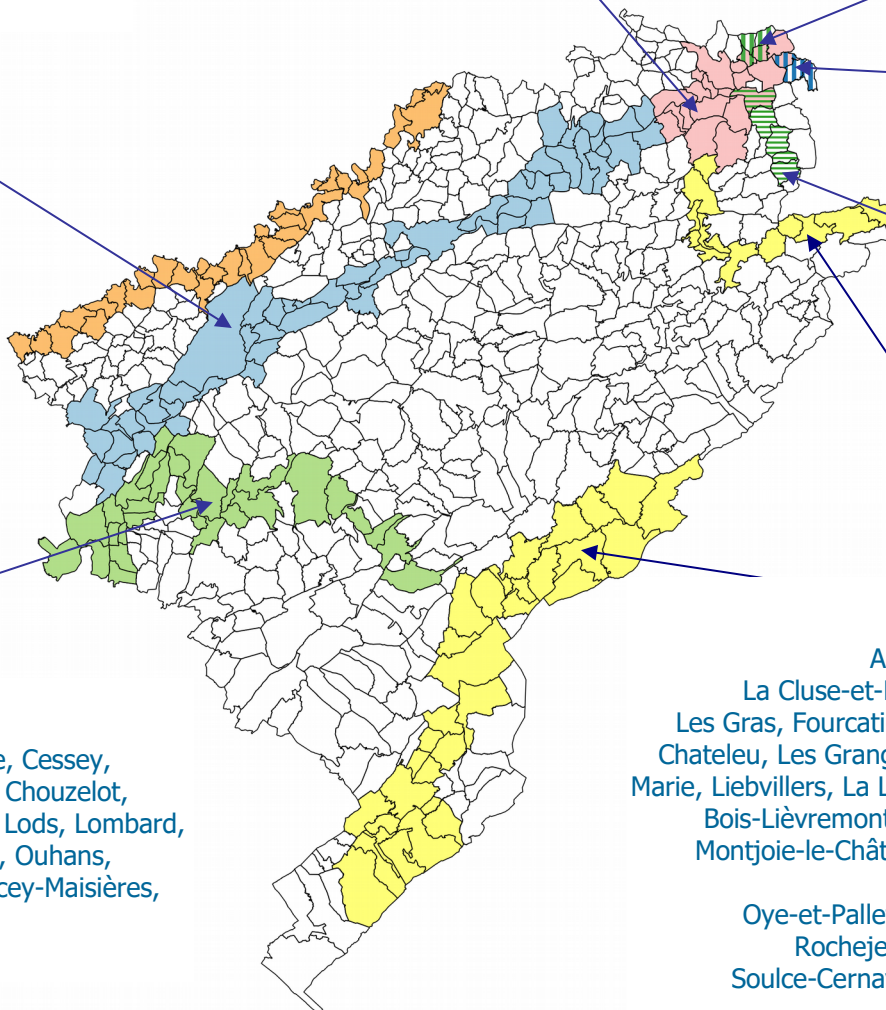 e, Cessey,
Chouzelot,
Lods, Lombard,
, Ouhans,
cey-Maisières,
A
La Cluse-et-
Les Gras, Fourcati
Chateleu, Les Grang
Marie, Liebvillers, La L
Bois-Lièvremont
Montjoie-le-Chât
Oye-et-Palle
Rocheje
Soulce-Cerna